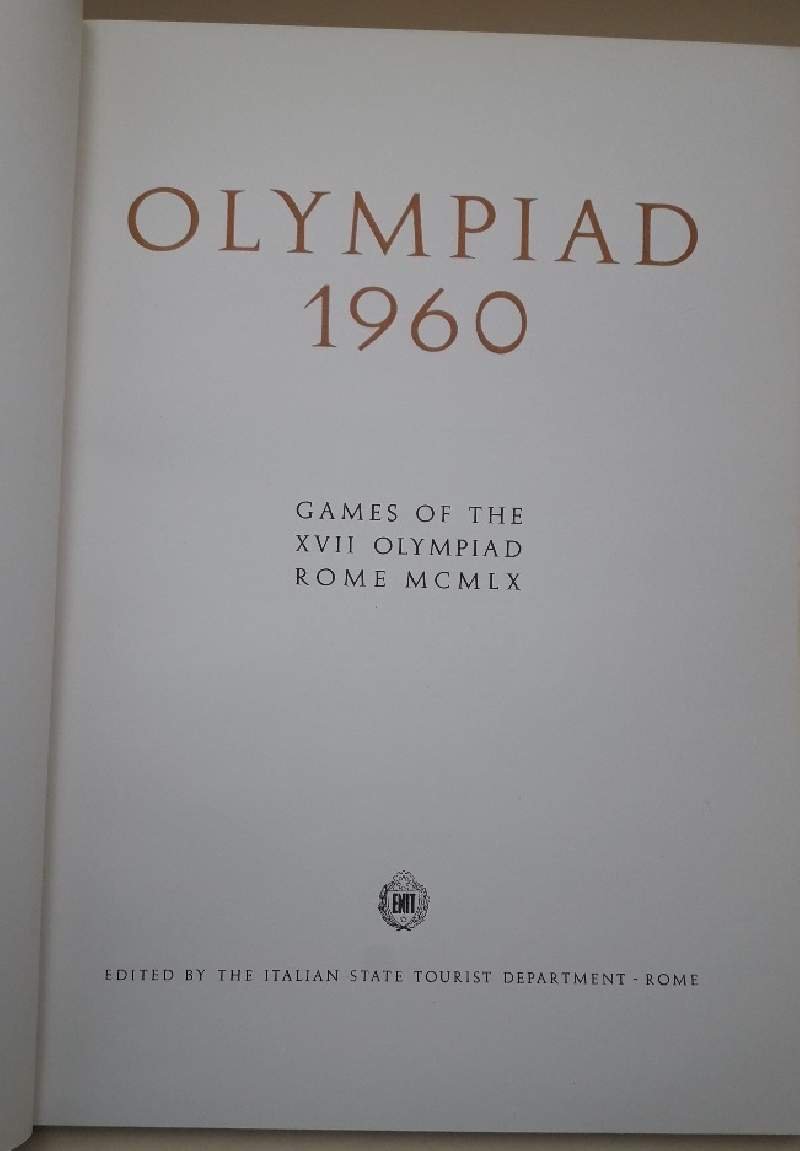 OLYMPIAD
1960
GAMES OF THE
XVII OLYMPIAD
ROME MCMLX
ENIT
EDITED BY THE ITALIAN STATE TOURIST DEPARTMENT - ROME